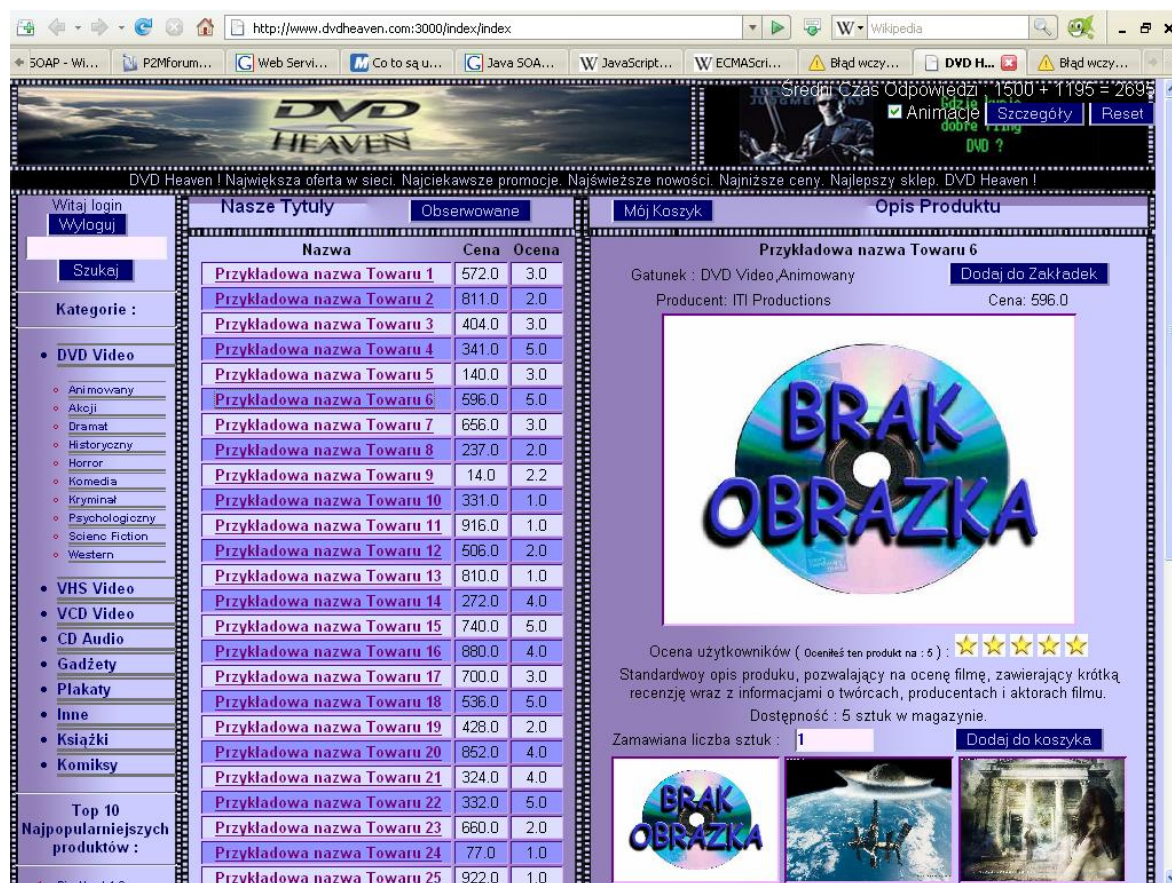 http://www.dvdheaven.com:3000/index/index
W Wikipedia
SOAP - Wi... P2MForum... Web Servi... Co to są u... Java SOA... JavaScript... ECMAScri... Błąd wczy... DVD H... Błąd wczy...
DVD
HEAVEN
Średni Czas Odpowiedzi : 1500 + 1195 = 2695
Animacje Szczegóły Reset
dobre filmy
DVD ?
DVD Heaven ! Największa oferta w sieci. Najciekawsze promocje. Najświeższe nowości. Najniższe ceny. Najlepszy sklep. DVD Heaven !
Witaj login
Wyloguj
Szukaj
Kategorie :
DVD Video
Animowany
Akcji
Dramat
Historyczny
Horror
Komedia
Kryminał
Psychologiczny
Scienc Fiction
Western
VHS Video
VCD Video
CD Audio
Gadżety
Plakaty
Inne
Książki
Komiksy
Top 10
Najpopularniejszych
produktów :
Nasze Tytuły Obserwowane
Nazwa Cena Ocena
Przykładowa nazwa Towaru 1 572.0 3.0
Przykładowa nazwa Towaru 2 811.0 2.0
Przykładowa nazwa Towaru 3 404.0 3.0
Przykładowa nazwa Towaru 4 341.0 5.0
Przykładowa nazwa Towaru 5 140.0 3.0
Przykładowa nazwa Towaru 6 596.0 5.0
Przykładowa nazwa Towaru 7 656.0 3.0
Przykładowa nazwa Towaru 8 237.0 2.0
Przykładowa nazwa Towaru 9 14.0 2.2
Przykładowa nazwa Towaru 10 331.0 1.0
Przykładowa nazwa Towaru 11 916.0 1.0
Przykładowa nazwa Towaru 12 506.0 2.0
Przykładowa nazwa Towaru 13 810.0 1.0
Przykładowa nazwa Towaru 14 272.0 4.0
Przykładowa nazwa Towaru 15 740.0 5.0
Przykładowa nazwa Towaru 16 880.0 4.0
Przykładowa nazwa Towaru 17 700.0 3.0
Przykładowa nazwa Towaru 18 536.0 5.0
Przykładowa nazwa Towaru 19 428.0 2.0
Przykładowa nazwa Towaru 20 852.0 4.0
Przykładowa nazwa Towaru 21 324.0 4.0
Przykładowa nazwa Towaru 22 332.0 5.0
Przykładowa nazwa Towaru 23 660.0 2.0
Przykładowa nazwa Towaru 24 77.0 1.0
Przykładowa nazwa Towaru 25 922.0 1.0
Mój Koszyk Opis Produktu
Przykładowa nazwa Towaru 6
Gatunek : DVD Video,Animowany Dodaj do Zakładek
Producent: ITI Productions Cena: 596.0
BRAK
OBRAZKA
Ocena użytkowników ( Oceniłeś ten produkt na : 5 ) :
Standardwoy opis produku, pozwalający na ocenę filmę, zawierający krótką
recenzję wraz z informacjami o twórcach, producentach i aktorach filmu.
Dostępność : 5 sztuk w magazynie.
Zamawiana liczba sztuk : 1 Dodaj do koszyka
BRAK
OBRAZKA